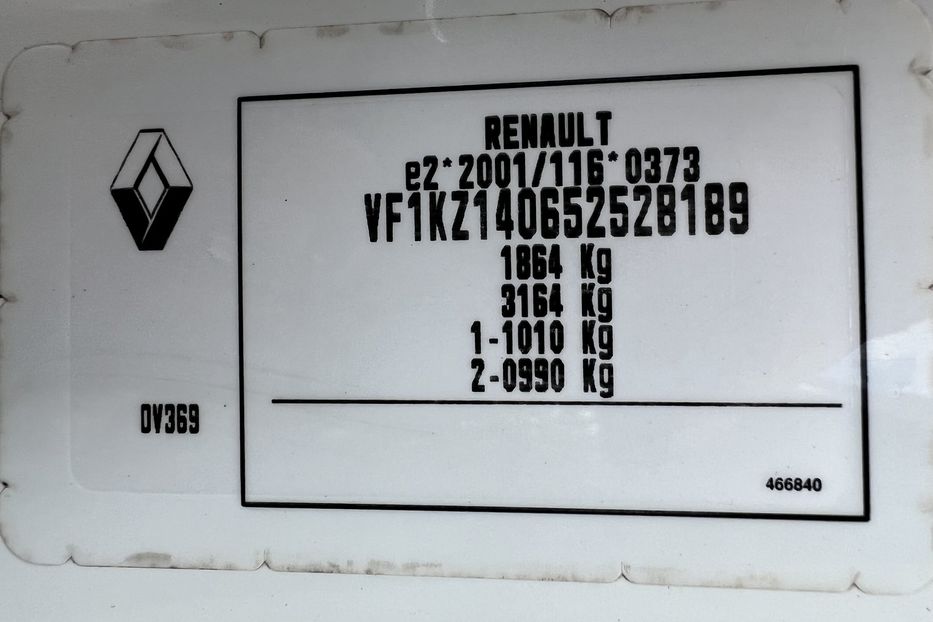 RENAULT
e2*2001/116*0373
VF1KZ140652528189
1864 Kg
3164 Kg
1-1010 Kg
2-0990 Kg
DV369
466840